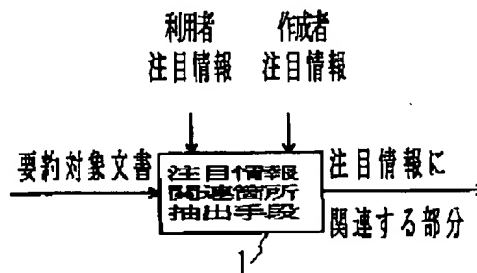 利用者
注目情報
作成者
注目情報
要約対象文書
注目情報
関連箇所
抽出手段
注目情報に
関連する部分
1